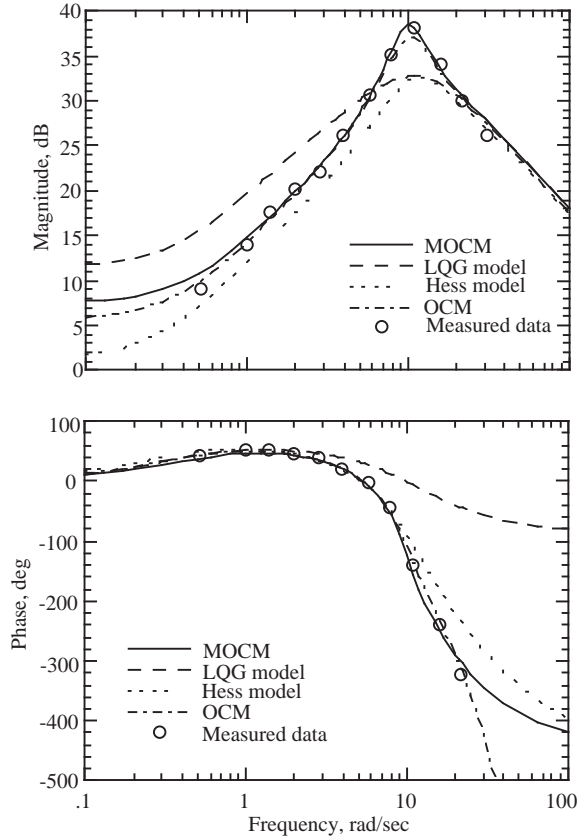 40
35
30
25
20
15
10
5
0
Magnitude, dB
MOCM
LQG model
Hess model
OCM
Measured data
100
0
-100
-200
-300
-400
-500
Phase, deg
MOCM
LQG model
Hess model
OCM
Measured data
.1 1 10 100
Frequency, rad/sec